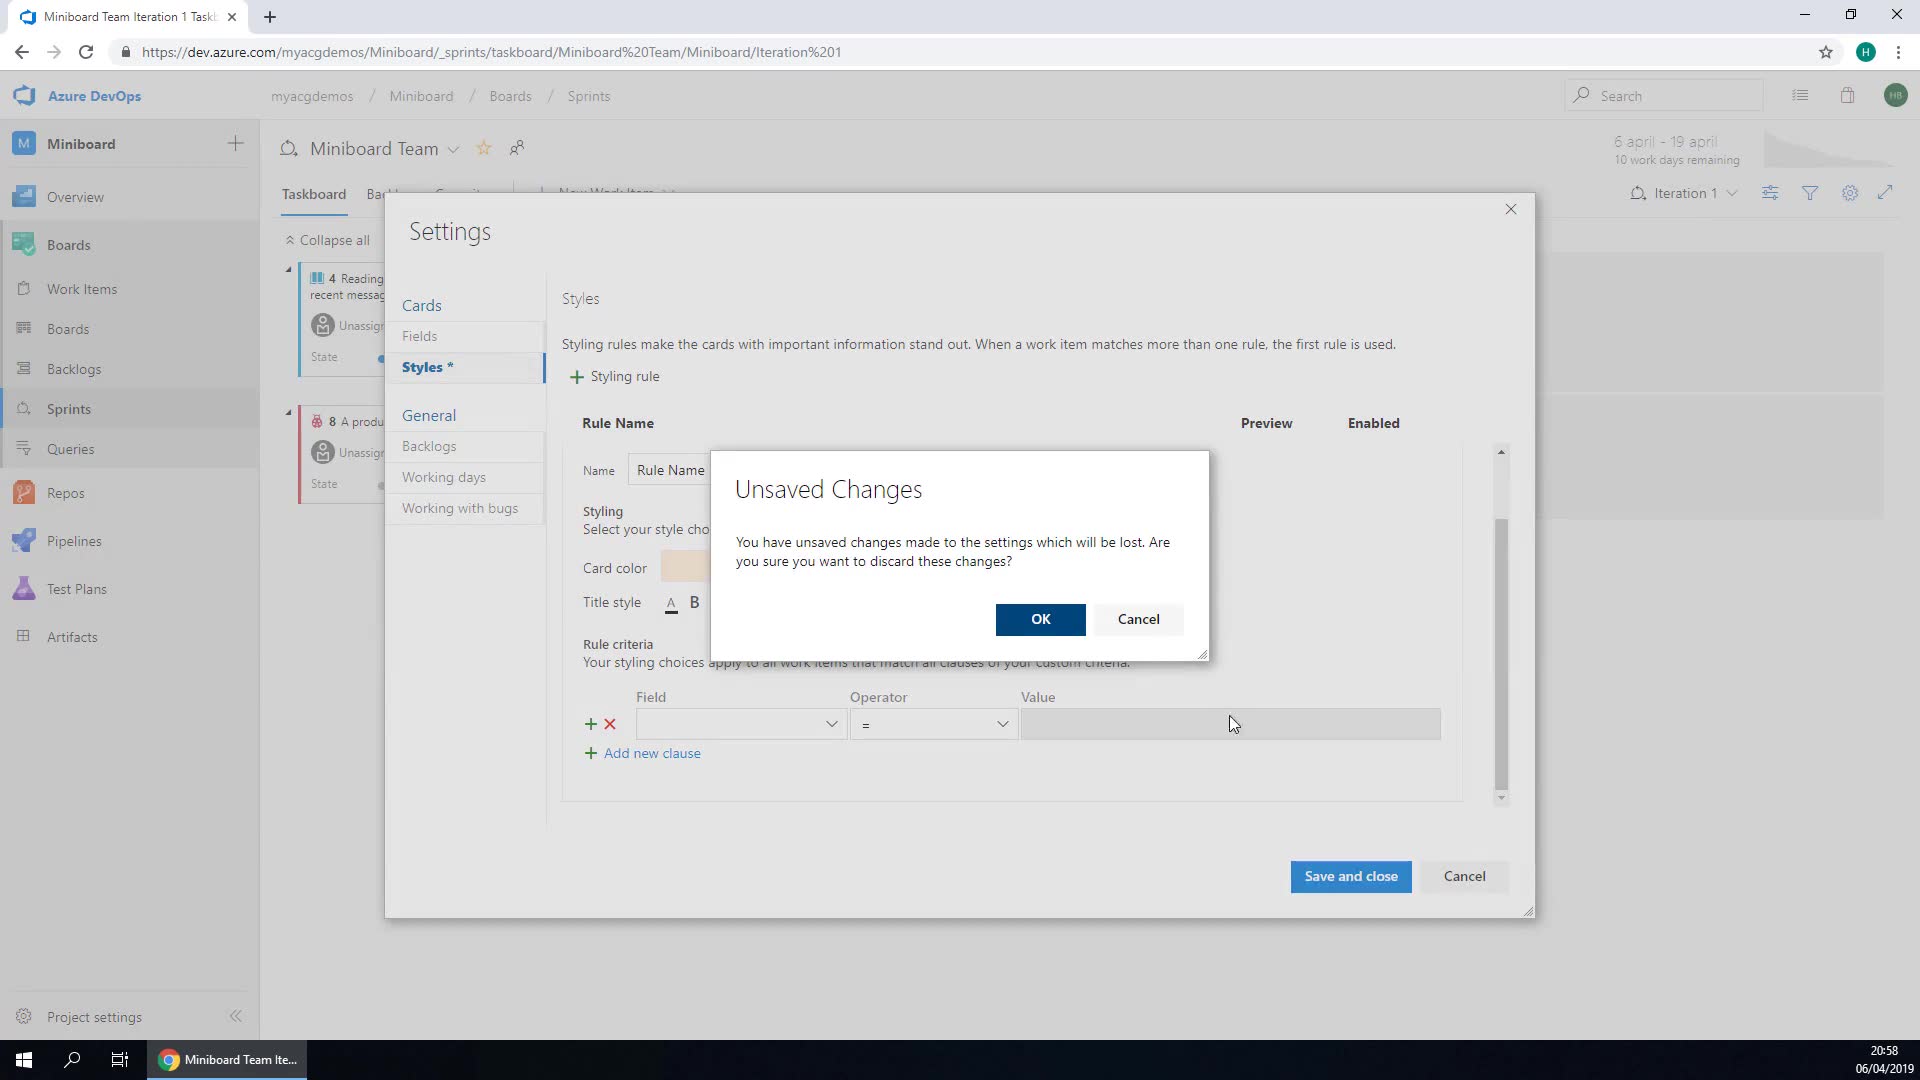 Miniboard Team Iteration 1 Taskb
https://dev.azure.com/myacgdemos/Miniboard/_sprints/taskboard/Miniboard%20Team/Miniboard/Iteration%201
H
Azure DevOps
myacgdemos / Miniboard / Boards / Sprints
Search
HB
M Miniboard
Miniboard Team
6 april - 19 april
10 work days remaining
Overview
Taskboard
New Work Item
Iteration 1
Boards
Work Items
Boards
Backlogs
Sprints
Queries
Repos
Pipelines
Test Plans
Artifacts
Project settings
Collapse all
4 Reading
recent messag
Unassign
State
8 A produ
Unassign
State
Settings
Cards
Fields
Styles *
General
Backlogs
Working days
Working with bugs
Styles
Styling rules make the cards with important information stand out. When a work item matches more than one rule, the first rule is used.
Styling rule
Rule Name Preview Enabled
Name Rule Name
Styling
Select your style cho
Card color
Title style A B
Rule criteria
Your styling choices apply to all work items that match all clauses of your custom criteria.
Field Operator Value
=
Add new clause
Save and close Cancel
Unsaved Changes
You have unsaved changes made to the settings which will be lost. Are
you sure you want to discard these changes?
OK Cancel
Miniboard Team Ite...
20:58
06/04/2019